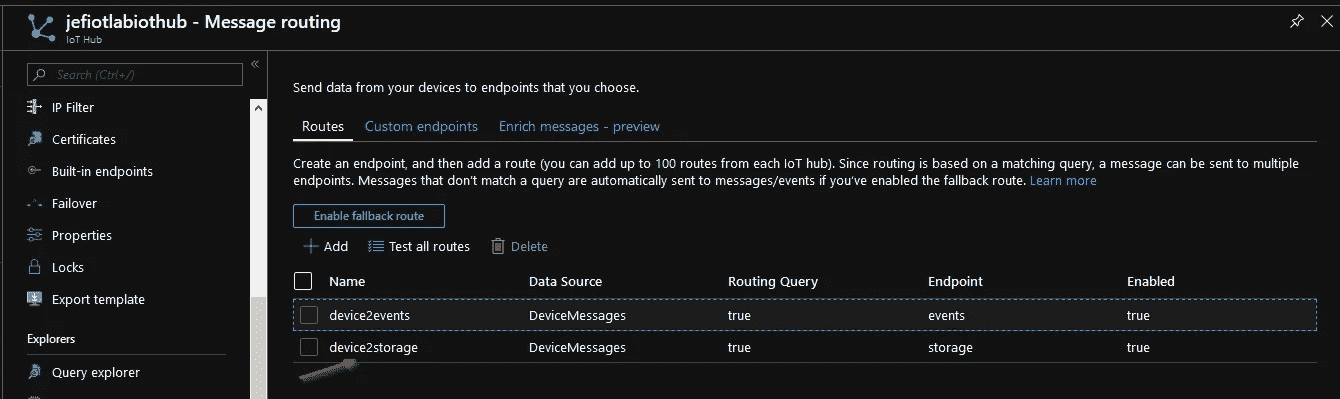 jefiotlabiothub - Message routing
IoT Hub
Search (Ctrl+/)
«
IP Filter
Certificates
Built-in endpoints
Failover
Properties
Locks
Export template
Explorers
Query explorer
Send data from your devices to endpoints that you choose.
Routes Custom endpoints Enrich messages - preview
Create an endpoint, and then add a route (you can add up to 100 routes from each IoT hub). Since routing is based on a matching query, a message can be sent to multiple
endpoints. Messages that don't match a query are automatically sent to messages/events if you've enabled the fallback route. Learn more
Enable fallback route
Add Test all routes Delete
Name Data Source Routing Query Endpoint Enabled
device2events DeviceMessages true events true
device2storage DeviceMessages true storage true